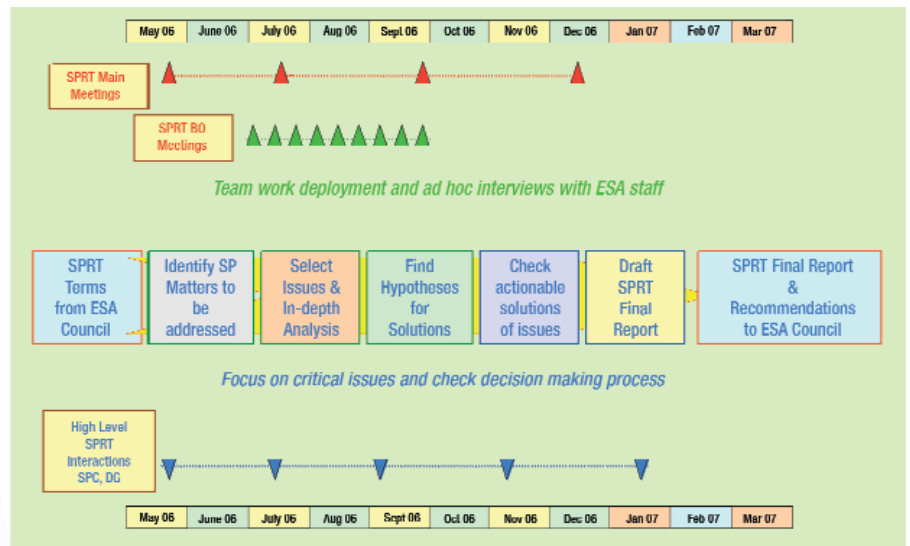 May 06 June 06 July 06 Aug 06 Sept 06 Oct 06 Nov 06 Dec 06 Jan 07 Feb 07 Mar 07
SPRT Main
Meetings
SPRT BO
Meetings
Team work deployment and ad hoc interviews with ESA staff
SPRT
Terms
from ESA
Council
Identify SP
Matters to
be
addressed
Select
Issues &
In-depth
Analysis
Find
Hypotheses
for
Solutions
Check
actionable
solutions
of issues
Draft
SPRT
Final
Report
SPRT Final Report
&
Recommendations
to ESA Council
Focus on critical issues and check decision making process
High Level
SPRT
Interactions
SPC, DG
May 06 June 06 July 06 Aug 06 Sept 06 Oct 06 Nov 06 Dec 06 Jan 07 Feb 07 Mar 07